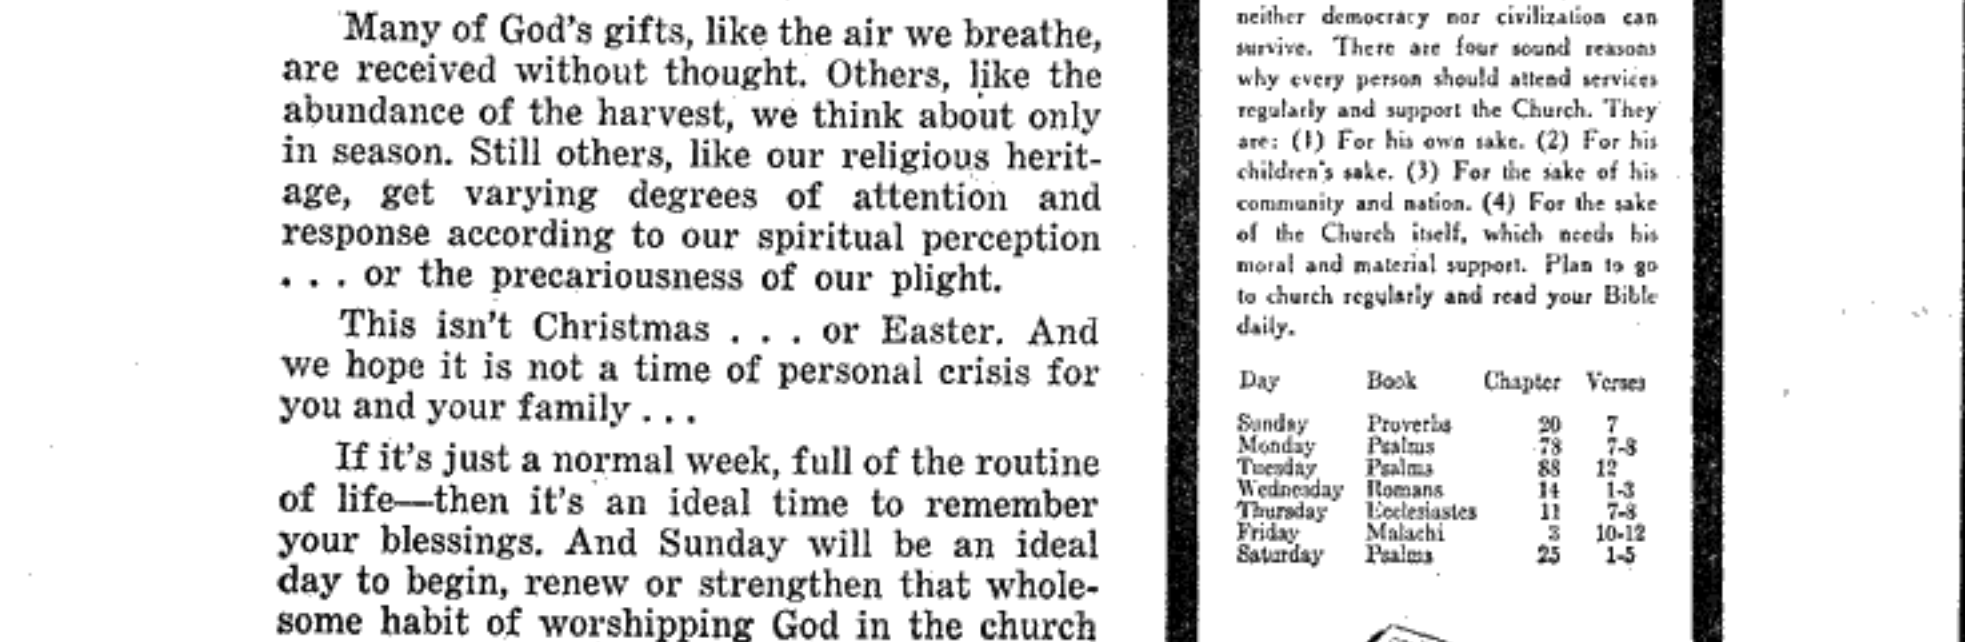 Many of God's gifts, like the air we breathe,
are received without thought. Others, like the
abundance of the harvest, we think about only
in season. Still others, like our religious herit-
age, get varying degrees of attention and
response according to our spiritual perception
. . . or the precariousness of our plight.
This isn't Christmas . . . or Easter. And
we hope it is not a time of personal crisis for
you and your family . . .
If it's just a normal week, full of the routine
of life—then it's an ideal time to remember
your blessings. And Sunday will be an ideal
day to begin, renew or strengthen that whole-
some habit of worshipping God in the church
neither democracy nor civilization can
survive. There are four sound reasons
why every person should attend services
regularly and support the Church. They
are: (1) For his own sake. (2) For his
children's sake. (3) For the sake of his
community and nation. (4) For the sake
of the Church itself, which needs his
moral and material support. Plan to go
to church regularly and read your Bible
daily.
Day Book Chapter Verses
Sunday Proverbs 20 7
Monday Psalms 78 7-8
Tuesday Psalms 88 12
Wednesday Romans 14 1-3
Thursday Ecclesiastes 11 7-8
Friday Malachi 3 10-12
Saturday Psalms 25 1-5